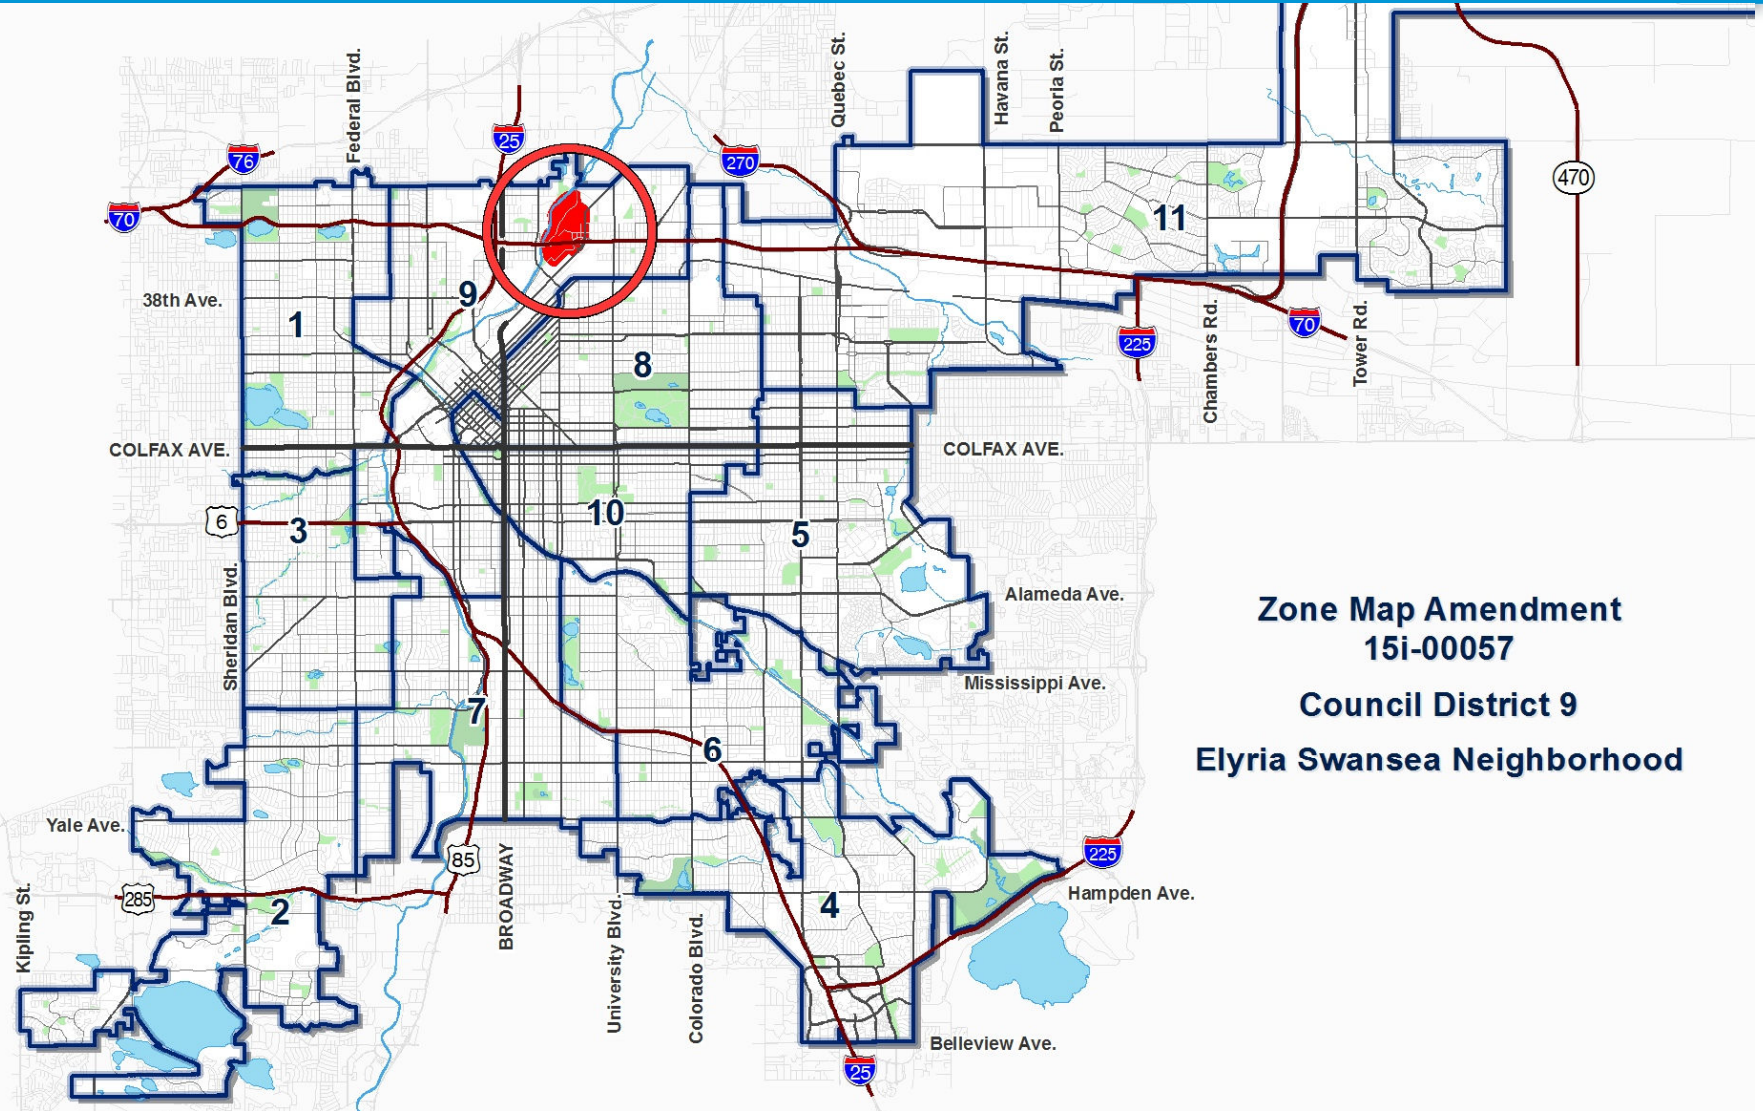 Federal Blvd.
Quebec St.
Havana St.
Peoria St.
25
76
270
70
470
11
9
38th Ave.
1
Chambers Rd.
70
Tower Rd.
225
8
COLFAX AVE.
COLFAX AVE.
6
3
10
5
Sheridan Blvd.
Alameda Ave.
Zone Map Amendment
15i-00057
Mississippi Ave.
Council District 9
7
6
Elyria Swansea Neighborhood
Yale Ave.
85
BROADWAY
225
Hampden Ave.
285
Kipling St.
2
University Blvd.
Colorado Blvd.
4
Belleview Ave.
25